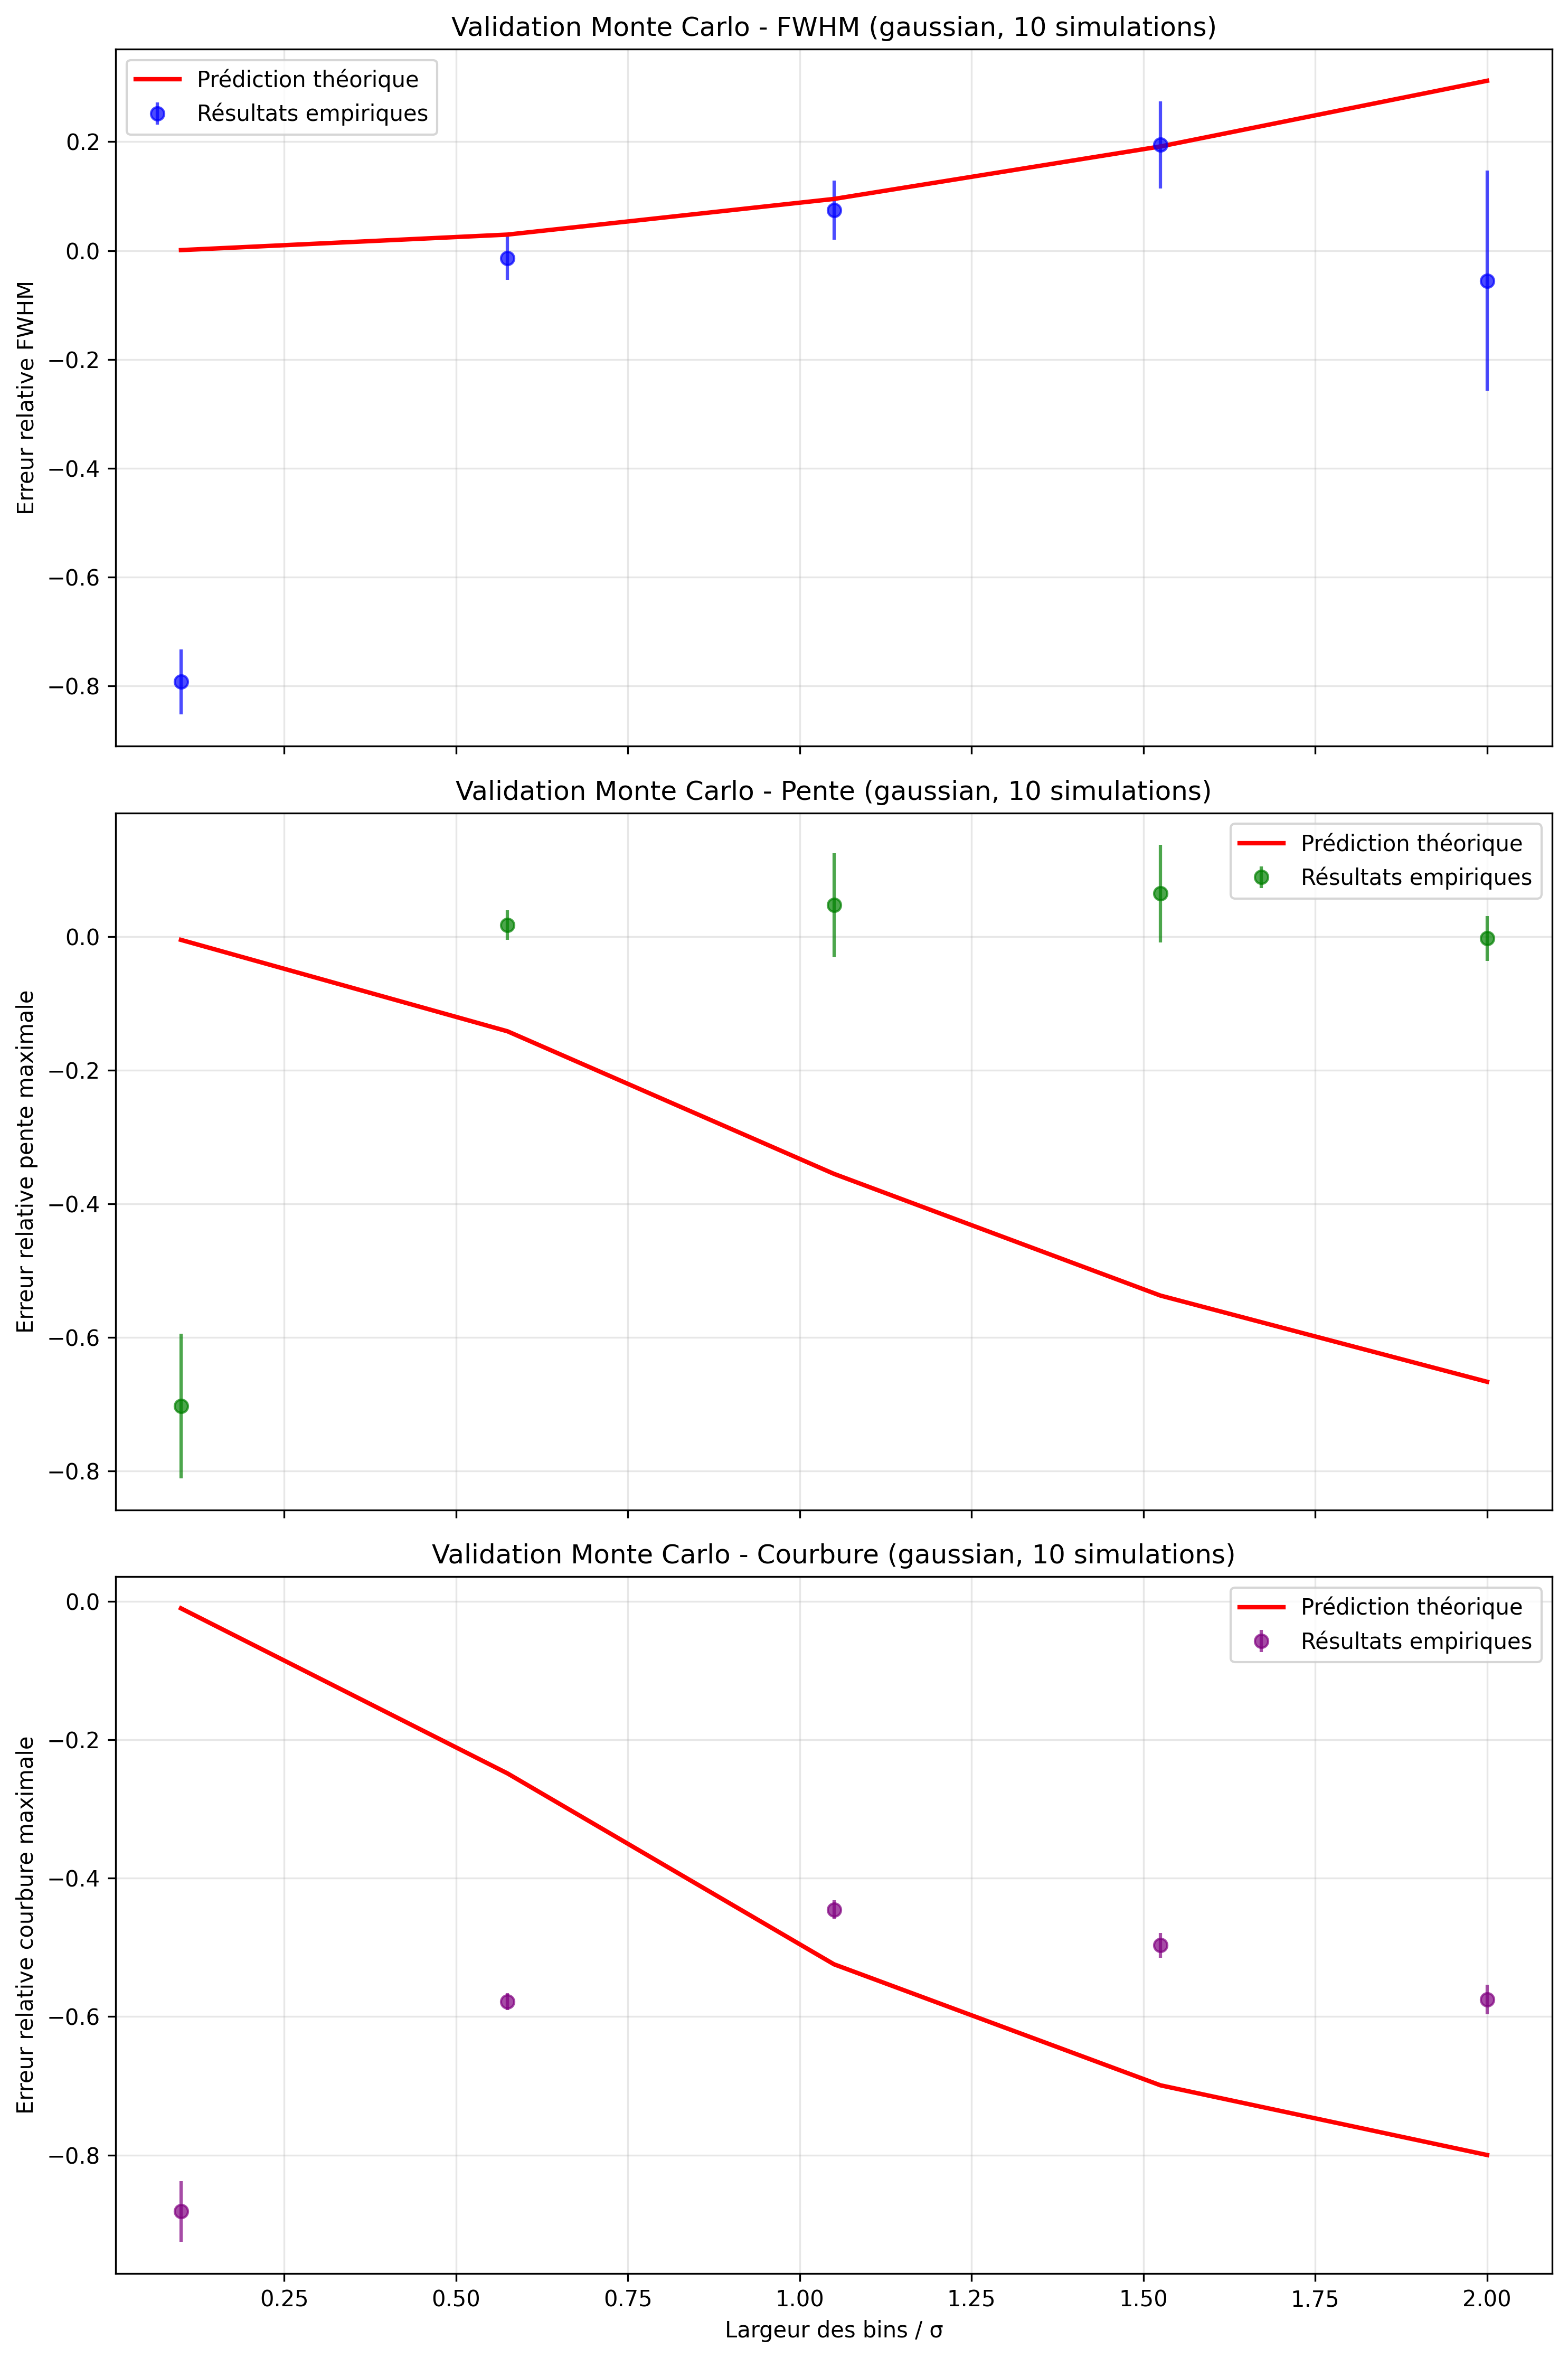 Validation Monte Carlo - FWHM (gaussian, 10 simulations)
Prédiction théorique
Résultats empiriques
0.2
0.0
−0.2
−0.4
−0.6
−0.8
Erreur relative FWHM
Validation Monte Carlo - Pente (gaussian, 10 simulations)
Prédiction théorique
Résultats empiriques
0.0
−0.2
−0.4
−0.6
−0.8
Erreur relative pente maximale
Validation Monte Carlo - Courbure (gaussian, 10 simulations)
Prédiction théorique
Résultats empiriques
0.0
−0.2
−0.4
−0.6
−0.8
Erreur relative courbure maximale
0.25 0.50 0.75 1.00 1.25 1.50 1.75 2.00
Largeur des bins / σ